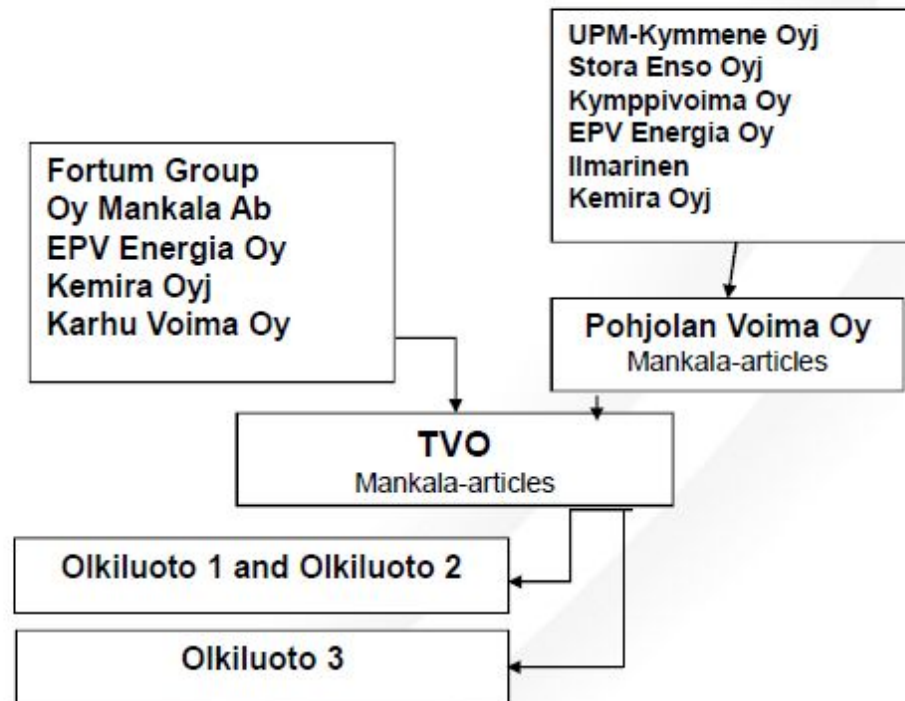 UPM-Kymmene Oyj
Stora Enso Oyj
Kymppivoima Oy
EPV Energia Oy
Ilmarinen
Kemira Oyj
Fortum Group
Oy Mankala Ab
EPV Energia Oy
Kemira Oyj
Karhu Voima Oy
Pohjolan Voima Oy
Mankala-articles
TVO
Mankala-articles
Olkiluoto 1 and Olkiluoto 2
Olkiluoto 3